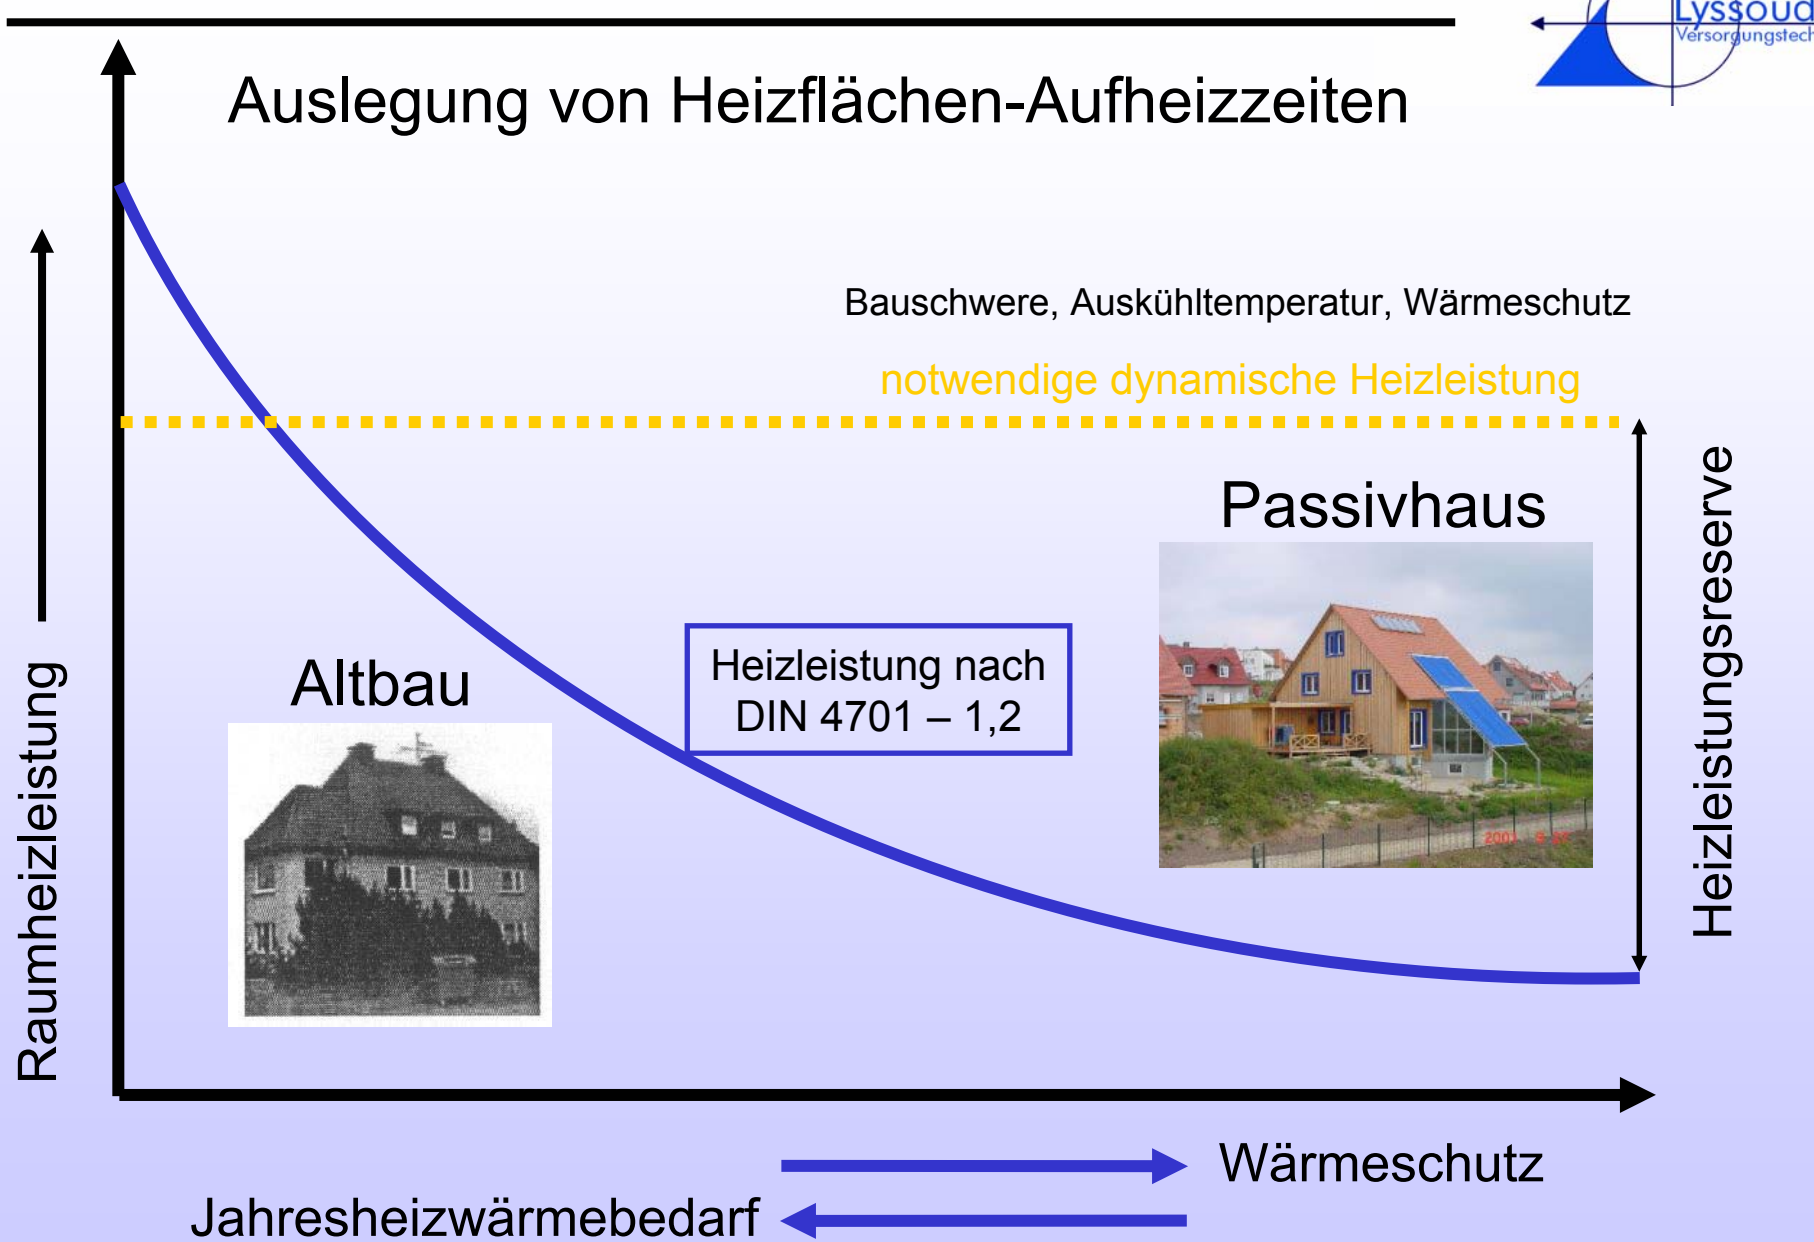 Lyssoud
Auslegung von Heizflächen-Aufheizzeiten
Bauschwere, Auskühltemperatur, Wärmeschutz
notwendige dynamische Heizleistung
Passivhaus
Heizleistungsreserve
Heizleistung nach
DIN 4701 – 1,2
Altbau
Raumheizleistung
2001
Wärmeschutz
Jahresheizwärmebedarf